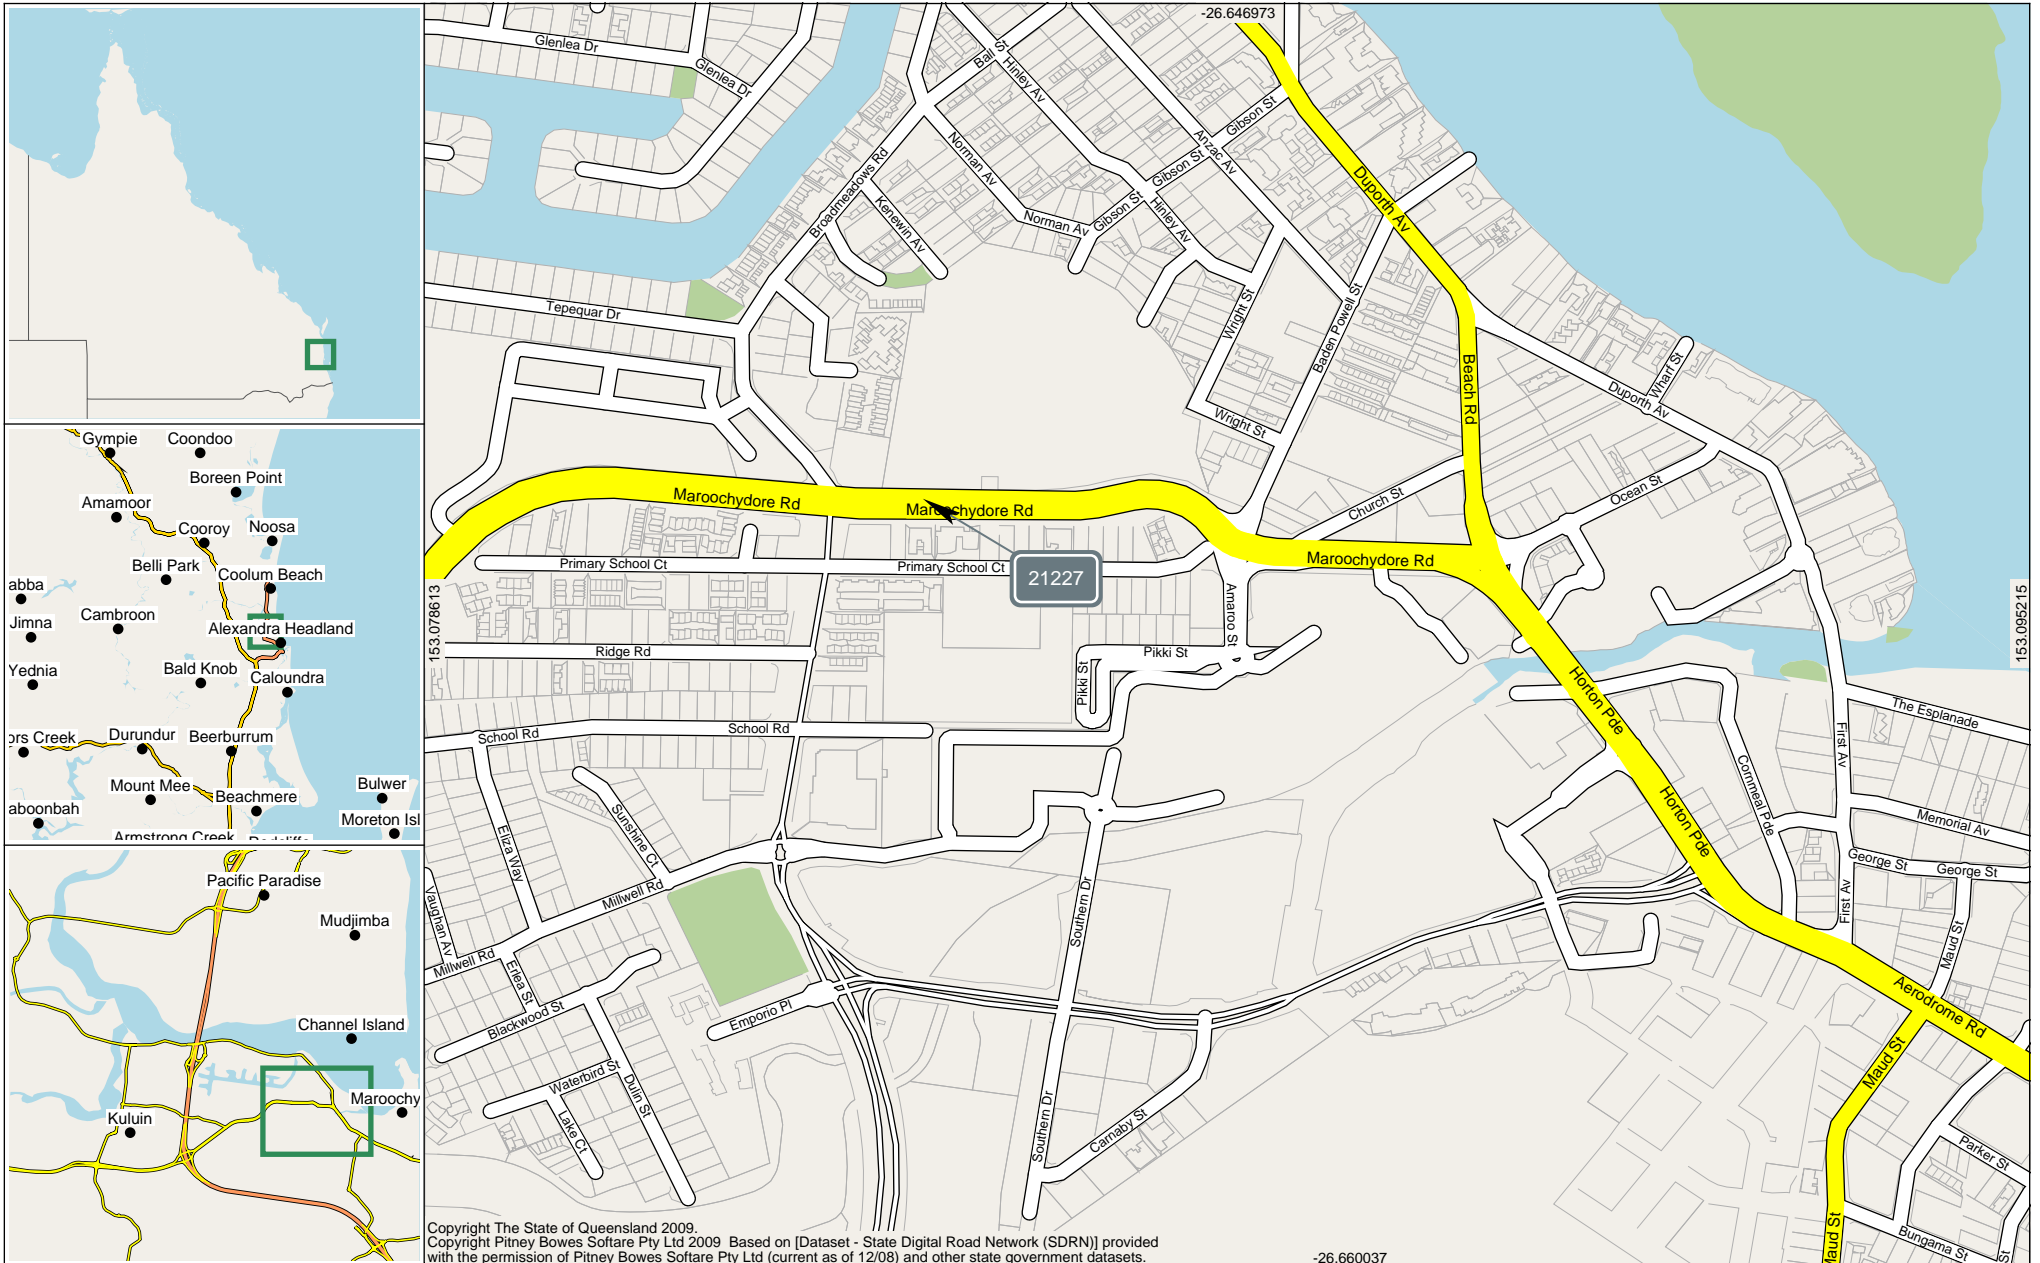 Gympie
Coondoo
Boreen Point
Amamoor
Cooroy
Noosa
Belli Park
Coolum Beach
abba
Cambroon
Jimna
Alexandra Headland
Yednia
Bald Knob
Caloundra
ors Creek
Durundur
Beerburrum
Mount Mee
Beachmere
Bulwer
aboonbah
Moreton Isl
Armstrong Creek
Pacific Paradise
Mudjimba
Channel Island
Maroochy
Kuluin
-26.646973
153.078613
153.095215
-26.660037
Glenlea Dr
Glenlea Dr
Ball St
Hinley Av
Norman Av
Broadmeadows Rd
Kenewin Av
Norman Av
Gibson St
Gibson St
Gibson St
Anzac Av
Hinley Av
Duporth Av
Tepequar Dr
Wright St
Baden Powell St
Beach Rd
Wharf St
Duporth Av
Wright St
Maroochydore Rd
Maroochydore Rd
Church St
Ocean St
Maroochydore Rd
Primary School Ct
Primary School Ct
21227
Amaroo St
Ridge Rd
Pikki St
Pikki St
Horton Pde
The Esplanade
School Rd
School Rd
First Av
Cornmeal Pde
Horton Pde
Sunshine Ct
Eliza Way
Memorial Av
George St
George St
Millwell Rd
Vaughan Av
Southern Dr
First Av
Maud St
Millwell Rd
Erlea St
Blackwood St
Emporio Pl
Aerodrome Rd
Maud St
Waterbird St
Dulin St
Lake Ct
Southern Dr
Carnaby St
Parker St
Maud St
Bungama St
St
Copyright The State of Queensland 2009.
Copyright Pitney Bowes Softare Pty Ltd 2009  Based on [Dataset - State Digital Road Network (SDRN)] provided
with the permission of Pitney Bowes Softare Pty Ltd (current as of 12/08) and other state government datasets.